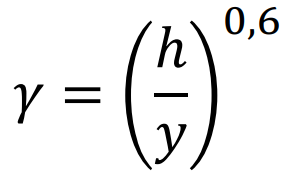 γ = (h/y)^0,6